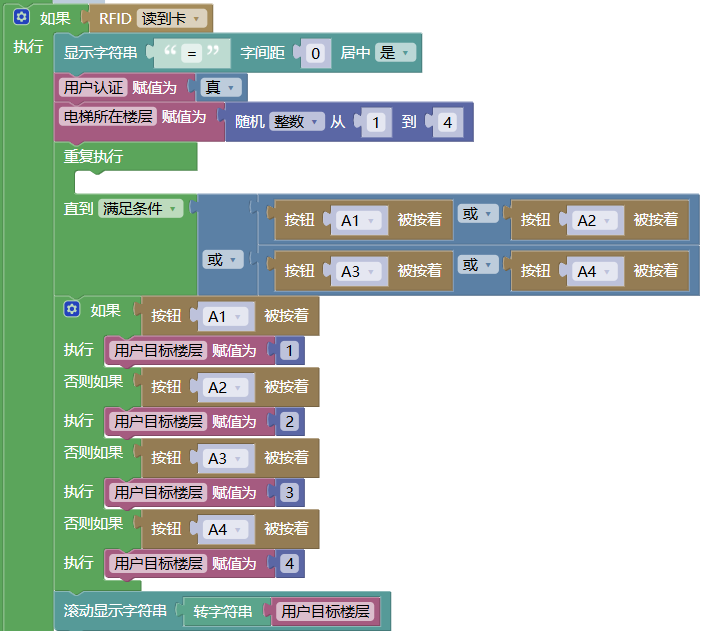 如果 RFID 读到卡
执行 显示字符串 “ = ” 字间距 0 居中 是
用户认证 赋值为 真
电梯所在楼层 赋值为 随机 整数 从 1 到 4
重复执行
直到 满足条件 按钮 A1 被按着 或 按钮 A2 被按着
或
按钮 A3 被按着 或 按钮 A4 被按着
如果 按钮 A1 被按着
执行 用户目标楼层 赋值为 1
否则如果 按钮 A2 被按着
执行 用户目标楼层 赋值为 2
否则如果 按钮 A3 被按着
执行 用户目标楼层 赋值为 3
否则如果 按钮 A4 被按着
执行 用户目标楼层 赋值为 4
滚动显示字符串 转字符串 用户目标楼层